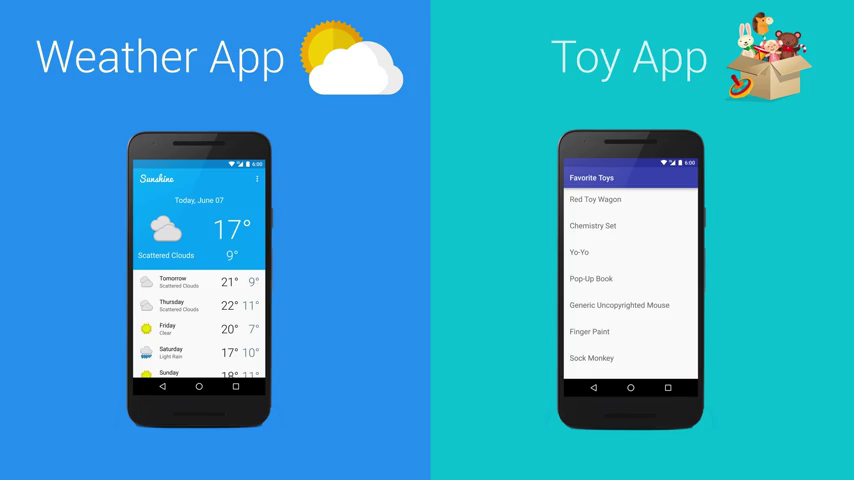 Weather App
6:00
Sunshine
Today, June 07
17°
Scattered Clouds
9°
Tomorrow
Scattered Clouds
21° 9°
Thursday
Scattered Clouds
22° 11°
Friday
Clear
20° 7°
Saturday
Light Rain
17° 10°
Sunday
18° 11°
Toy App
6:00
Favorite Toys
Red Toy Wagon
Chemistry Set
Yo-Yo
Pop-Up Book
Generic Uncopyrighted Mouse
Finger Paint
Sock Monkey